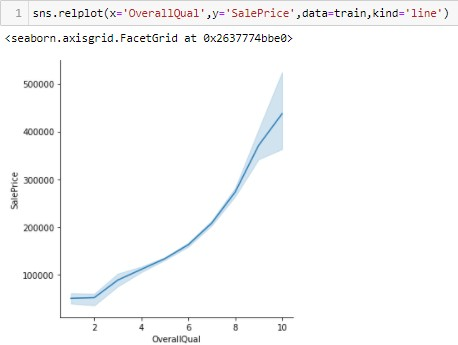 1 sns.relplot(x='OverallQual',y='SalePrice',data=train,kind='line')
<seaborn.axisgrid.FacetGrid at 0x2637774bbe0>
500000
400000
300000
200000
100000
SalePrice
2 4 6 8 10
OverallQual